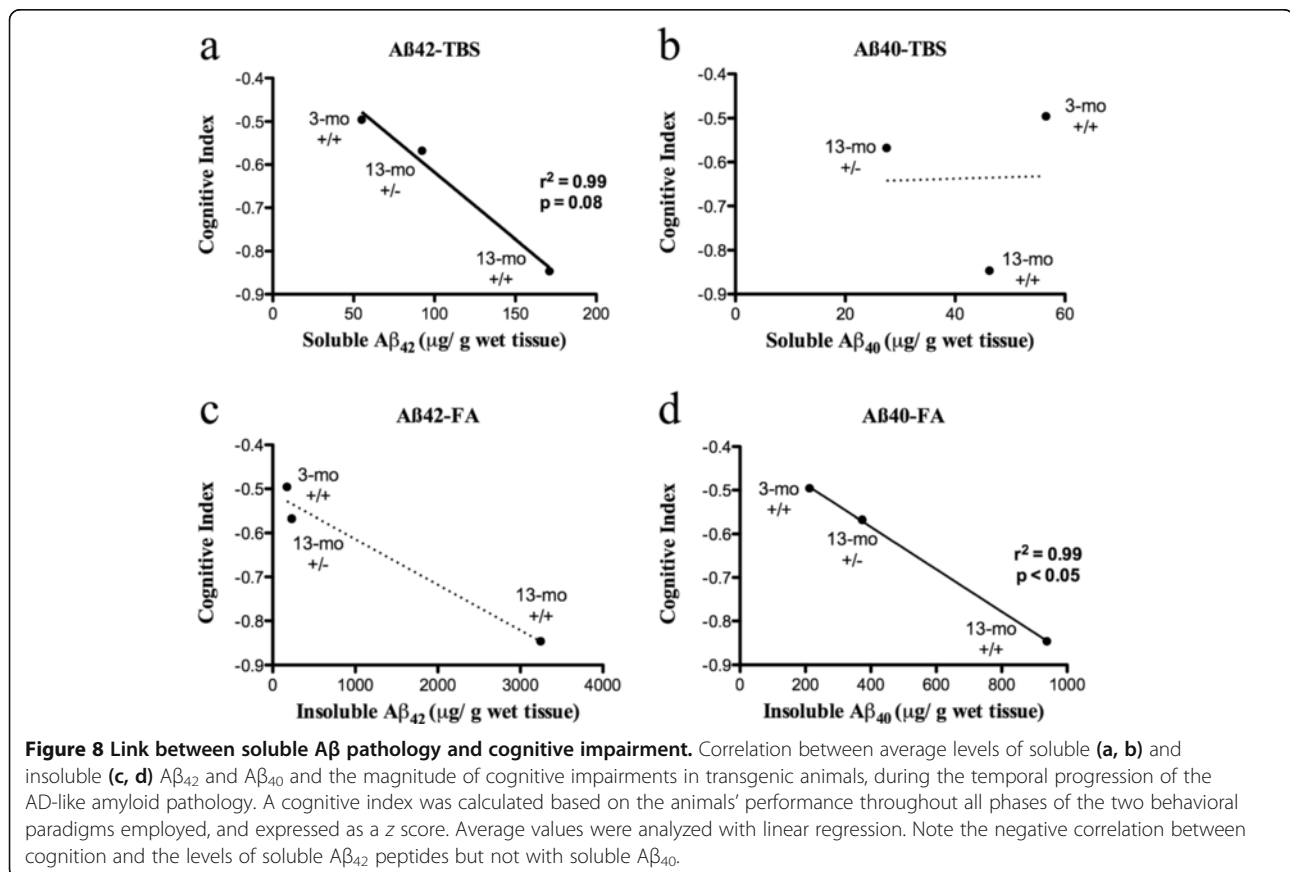 a
Aβ42-TBS
-0.4
-0.5
-0.6
-0.7
-0.8
-0.9
Cognitive Index
3-mo
+/+
13-mo
+/-
13-mo
+/+
r² = 0.99
p = 0.08
0 50 100 150 200
Soluble Aβ₄₂ (μg/ g wet tissue)
b
Aβ40-TBS
-0.4
-0.5
-0.6
-0.7
-0.8
-0.9
Cognitive Index
13-mo
+/-
3-mo
+/+
13-mo
+/+
0 20 40 60
Soluble Aβ₄₀ (μg/ g wet tissue)
c
Aβ42-FA
-0.4
-0.5
-0.6
-0.7
-0.8
-0.9
Cognitive Index
3-mo
+/+
13-mo
+/-
13-mo
+/+
0 1000 2000 3000 4000
Insoluble Aβ₄₂ (μg/ g wet tissue)
d
Aβ40-FA
-0.4
-0.5
-0.6
-0.7
-0.8
-0.9
Cognitive Index
3-mo
+/+
13-mo
+/-
13-mo
+/+
r² = 0.99
p < 0.05
0 200 400 600 800 1000
Insoluble Aβ₄₀ (μg/ g wet tissue)
Figure 8 Link between soluble Aβ pathology and cognitive impairment. Correlation between average levels of soluble (a, b) and
insoluble (c, d) Aβ₄₂ and Aβ₄₀ and the magnitude of cognitive impairments in transgenic animals, during the temporal progression of the
AD-like amyloid pathology. A cognitive index was calculated based on the animals' performance throughout all phases of the two behavioral
paradigms employed, and expressed as a z score. Average values were analyzed with linear regression. Note the negative correlation between
cognition and the levels of soluble Aβ₄₂ peptides but not with soluble Aβ₄₀.